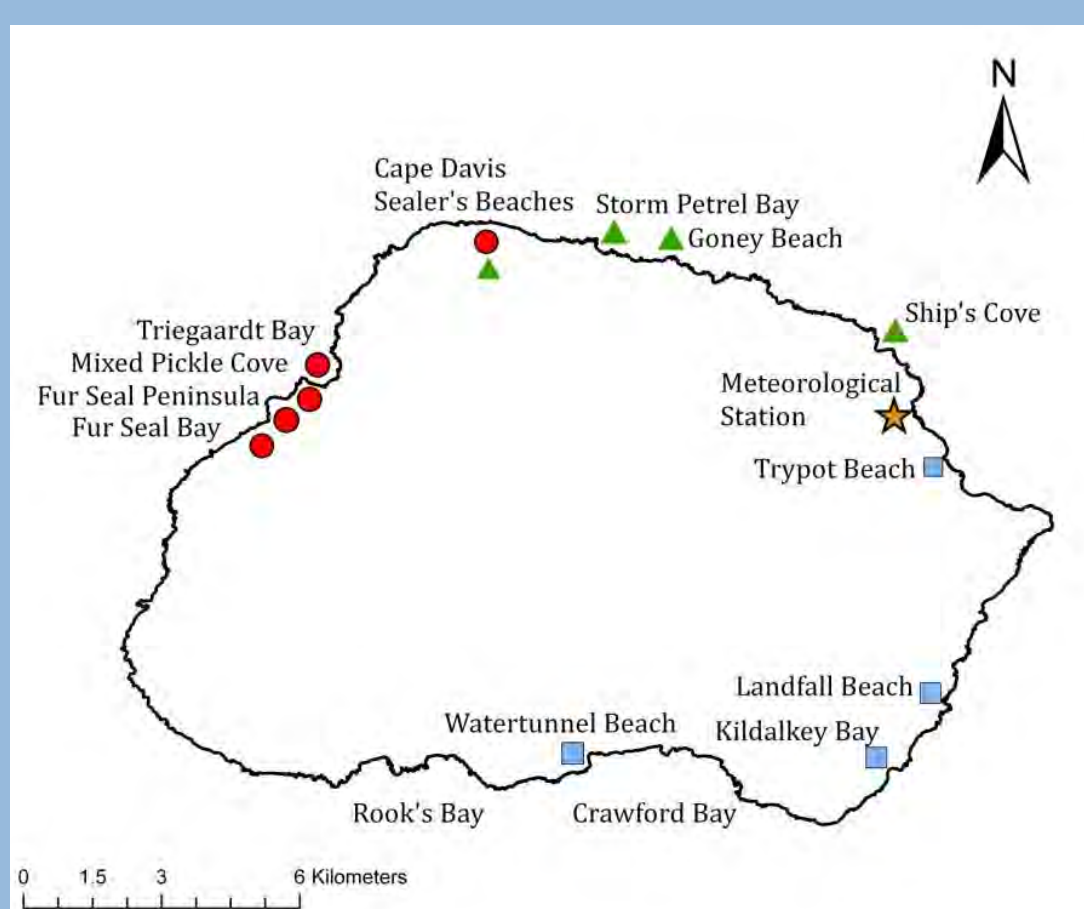 N
Cape Davis
Sealer's Beaches
Storm Petrel Bay
Goney Beach
Ship's Cove
Triegaardt Bay
Mixed Pickle Cove
Fur Seal Peninsula
Fur Seal Bay
Meteorological
Station
Trypot Beach
Landfall Beach
Watertunnel Beach
Kildalkey Bay
Rook's Bay
Crawford Bay
0 1.5 3 6 Kilometers